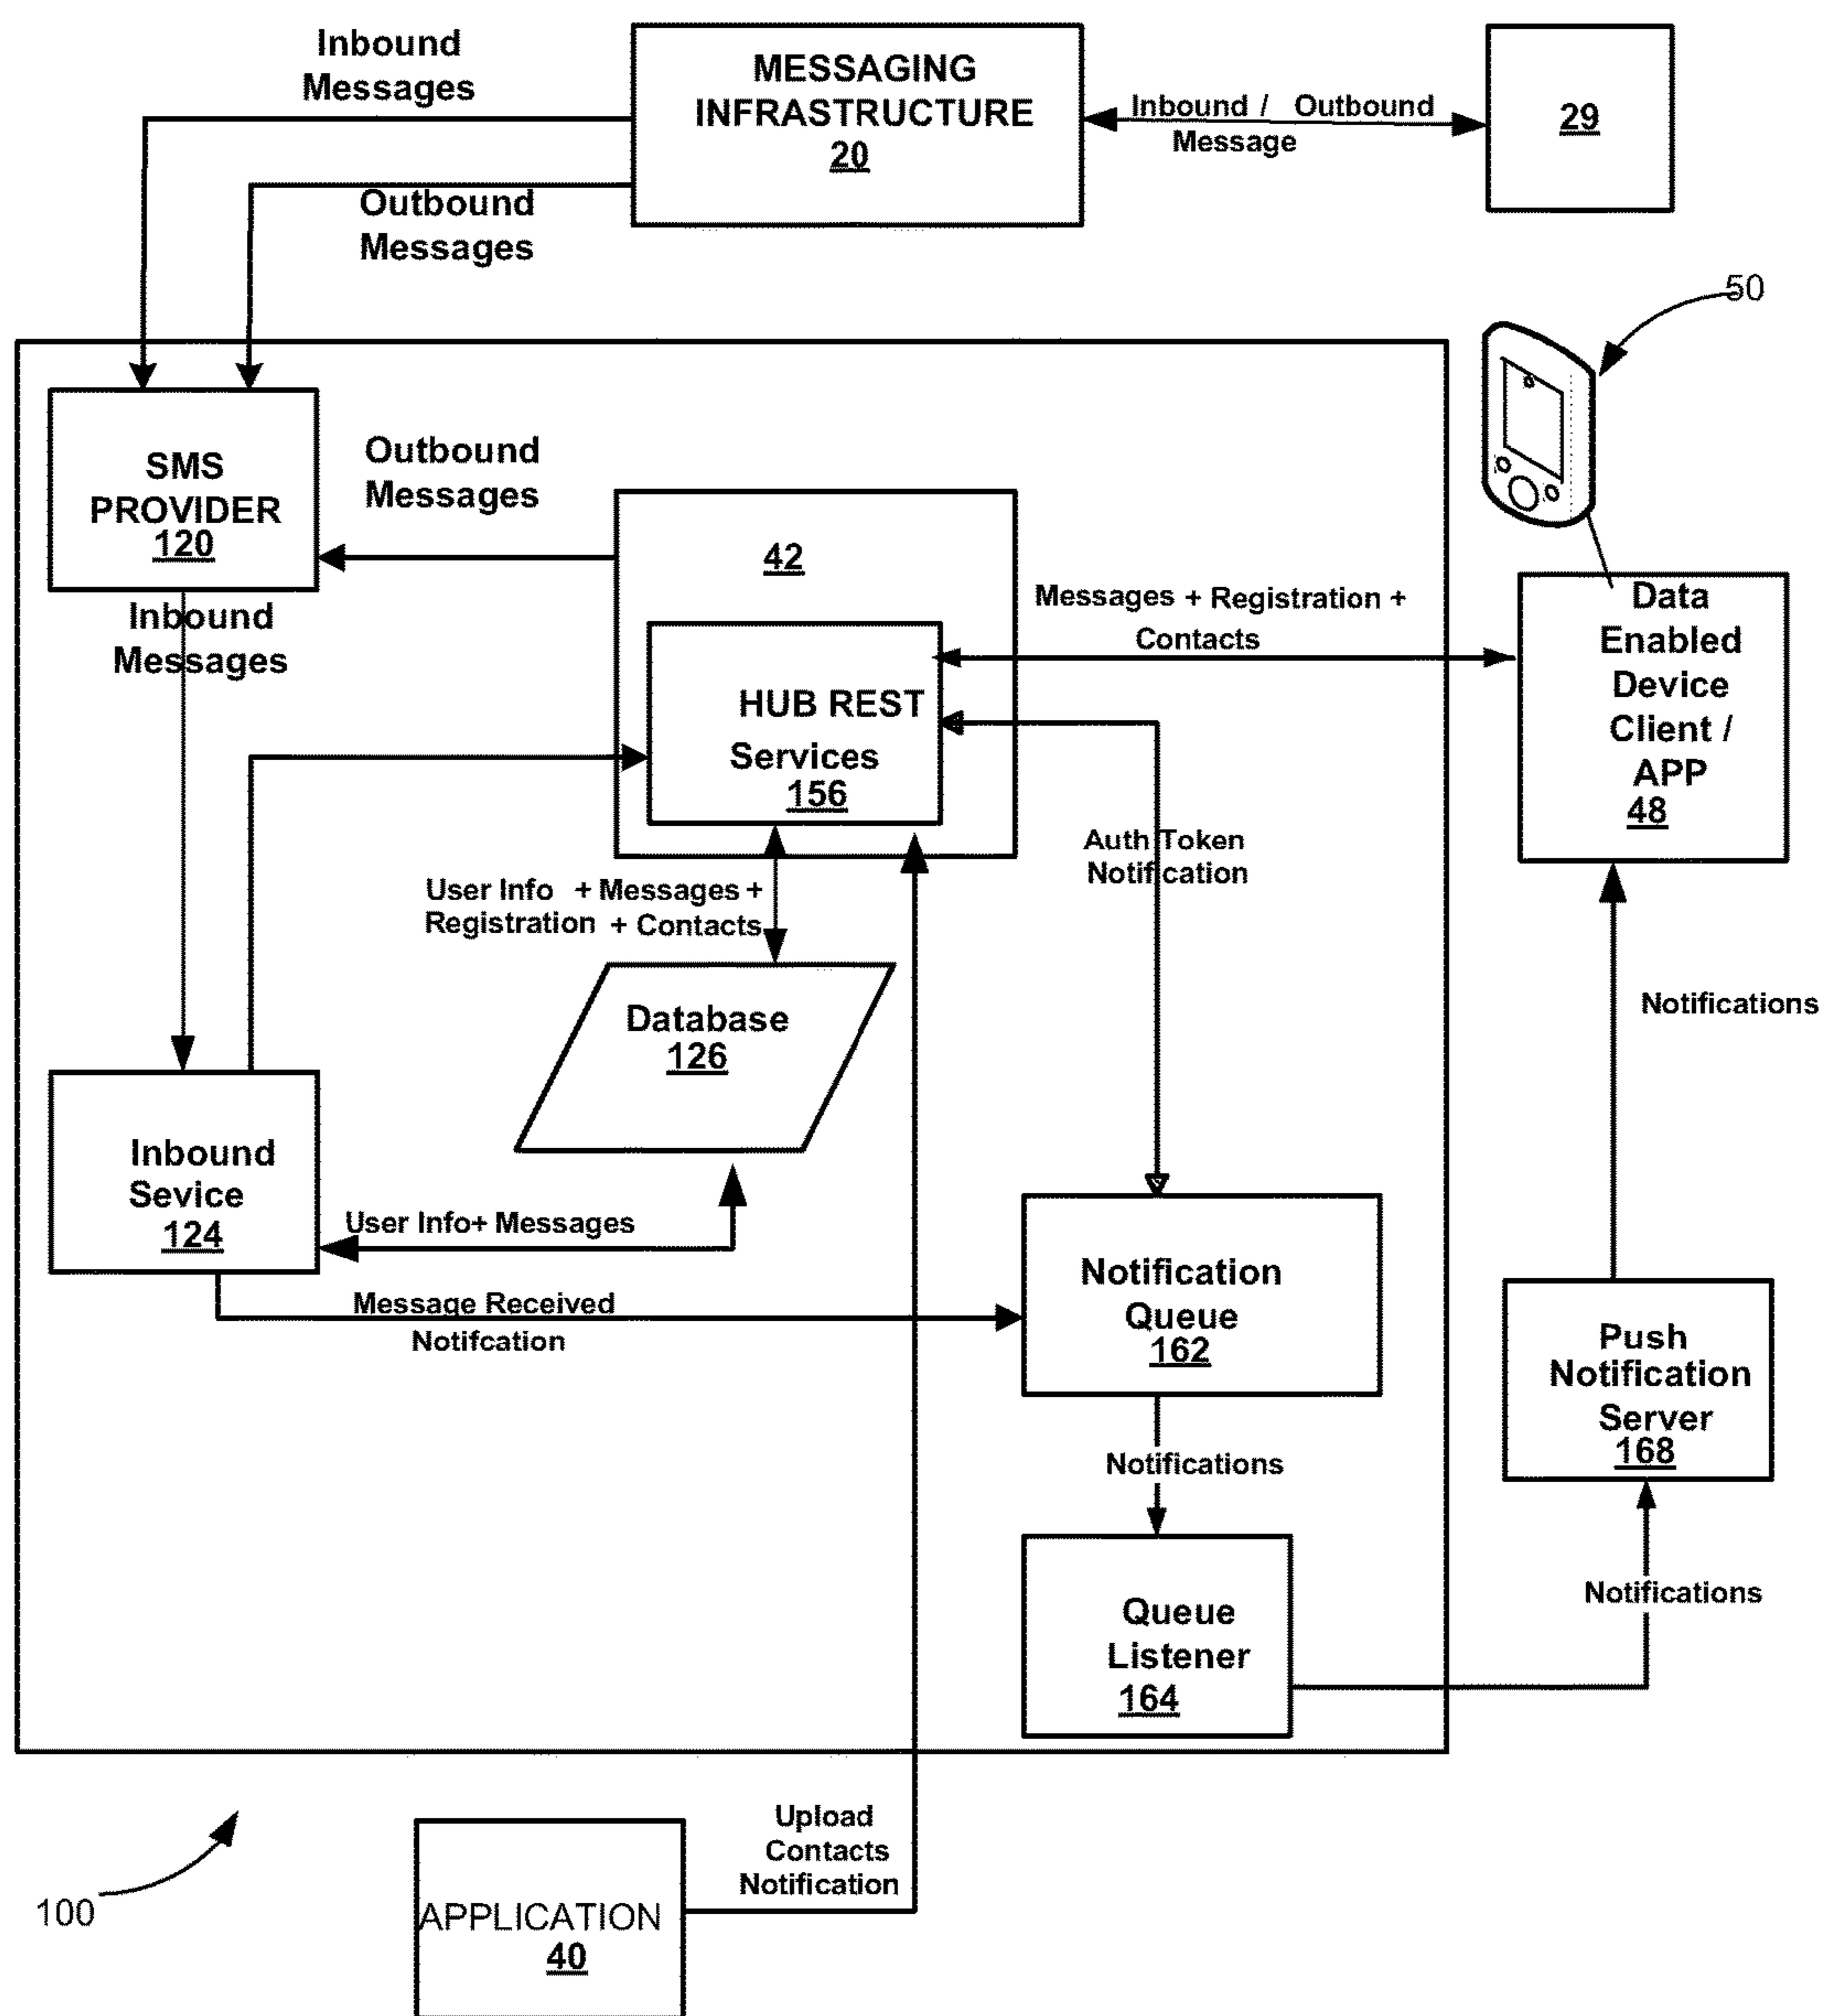 Inbound
Messages
MESSAGING
INFRASTRUCTURE
20
Inbound / Outbound
Message
29
Outbound
Messages
50
SMS
PROVIDER
120
Outbound
Messages
42
Inbound
Messages
HUB REST
Services
156
Messages + Registration +
Contacts
Data
Enabled
Device
Client /
APP
48
Auth Token
Notification
User Info + Messages +
Registration + Contacts
Database
126
Notifications
Inbound
Sevice
124
User Info+ Messages
Message Received
Notifcation
Notification
Queue
162
Push
Notification
Server
168
Notifications
Queue
Listener
164
Notifications
Upload
Contacts
Notification
100
APPLICATION
40